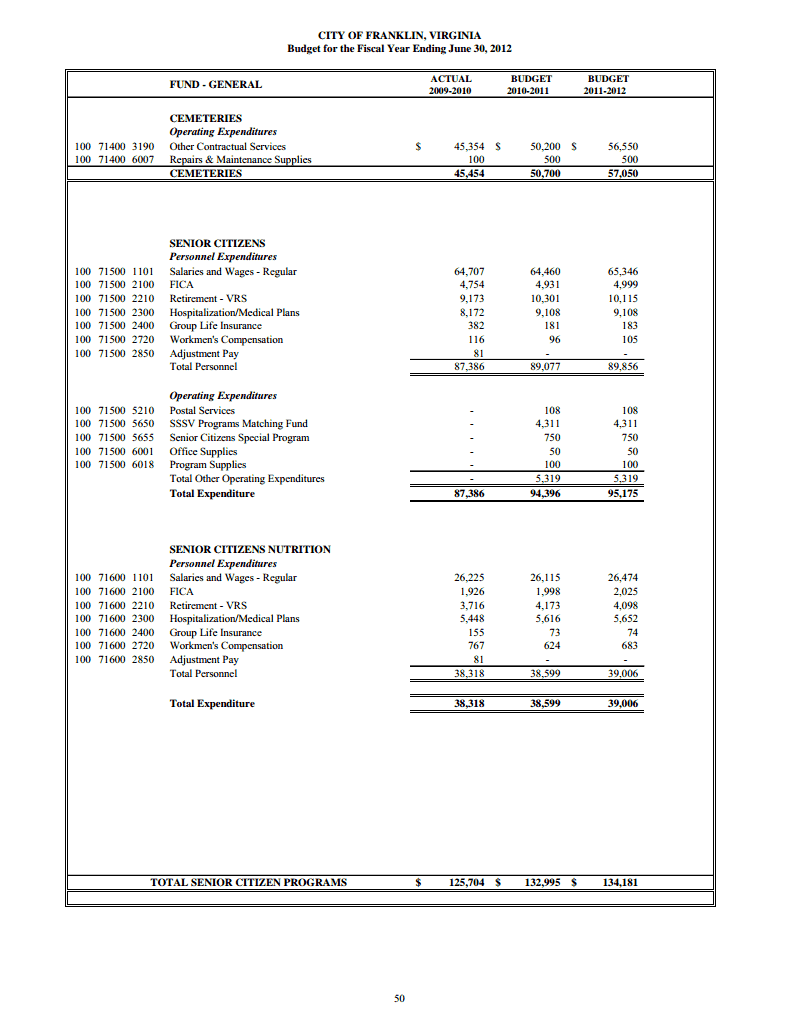 CITY OF FRANKLIN, VIRGINIA
Budget for the Fiscal Year Ending June 30, 2012
FUND - GENERAL ACTUAL 2009-2010 BUDGET 2010-2011 BUDGET 2011-2012
CEMETERIES
Operating Expenditures
100 71400 3190 Other Contractual Services $ 45,354 $ 50,200 $ 56,550
100 71400 6007 Repairs & Maintenance Supplies 100 500 500
CEMETERIES 45,454 50,700 57,050
SENIOR CITIZENS
Personnel Expenditures
100 71500 1101 Salaries and Wages - Regular 64,707 64,460 65,346
100 71500 2100 FICA 4,754 4,931 4,999
100 71500 2210 Retirement - VRS 9,173 10,301 10,115
100 71500 2300 Hospitalization/Medical Plans 8,172 9,108 9,108
100 71500 2400 Group Life Insurance 382 181 183
100 71500 2720 Workmen's Compensation 116 96 105
100 71500 2850 Adjustment Pay 81 - -
Total Personnel 87,386 89,077 89,856
Operating Expenditures
100 71500 5210 Postal Services - 108 108
100 71500 5650 SSSV Programs Matching Fund - 4,311 4,311
100 71500 5655 Senior Citizens Special Program - 750 750
100 71500 6001 Office Supplies - 50 50
100 71500 6018 Program Supplies - 100 100
Total Other Operating Expenditures - 5,319 5,319
Total Expenditure 87,386 94,396 95,175
SENIOR CITIZENS NUTRITION
Personnel Expenditures
100 71600 1101 Salaries and Wages - Regular 26,225 26,115 26,474
100 71600 2100 FICA 1,926 1,998 2,025
100 71600 2210 Retirement - VRS 3,716 4,173 4,098
100 71600 2300 Hospitalization/Medical Plans 5,448 5,616 5,652
100 71600 2400 Group Life Insurance 155 73 74
100 71600 2720 Workmen's Compensation 767 624 683
100 71600 2850 Adjustment Pay 81 - -
Total Personnel 38,318 38,599 39,006
Total Expenditure 38,318 38,599 39,006
TOTAL SENIOR CITIZEN PROGRAMS $ 125,704 $ 132,995 $ 134,181
50